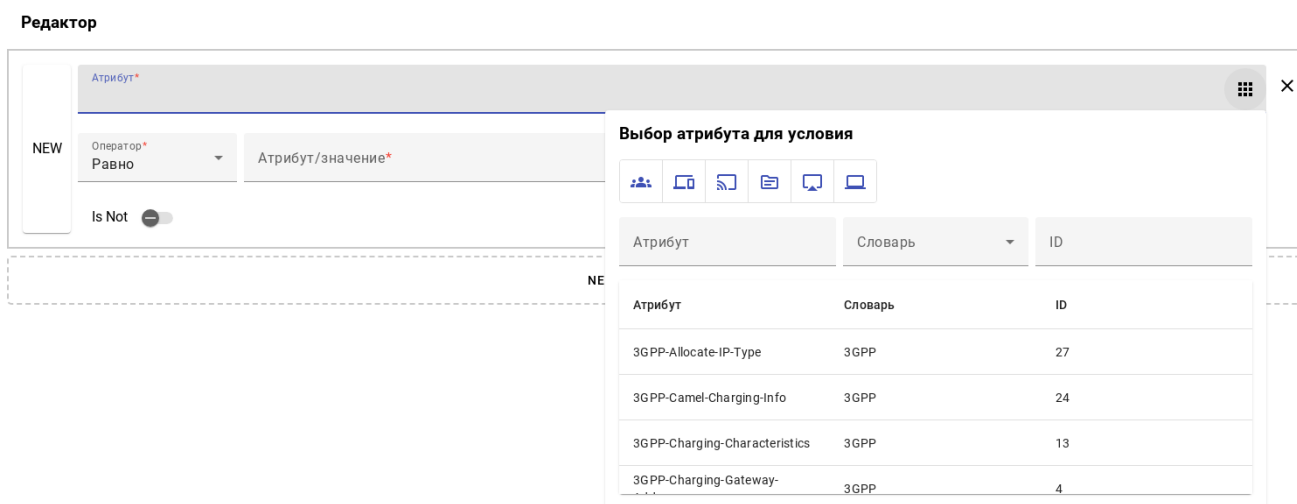 Редактор
Атрибут*
NEW
Оператор*
Равно
Атрибут/значение*
Is Not
NE
Выбор атрибута для условия
Атрибут
Словарь
ID
Атрибут Словарь ID
3GPP-Allocate-IP-Type 3GPP 27
3GPP-Camel-Charging-Info 3GPP 24
3GPP-Charging-Characteristics 3GPP 13
3GPP-Charging-Gateway- 3GPP 4